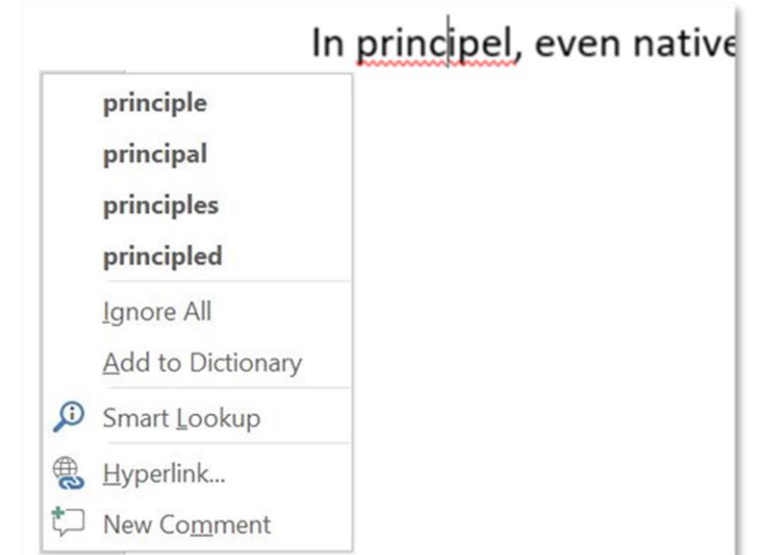 In principel, even native
principle
principal
principles
principled
Ignore All
Add to Dictionary
Smart Lookup
Hyperlink...
New Comment